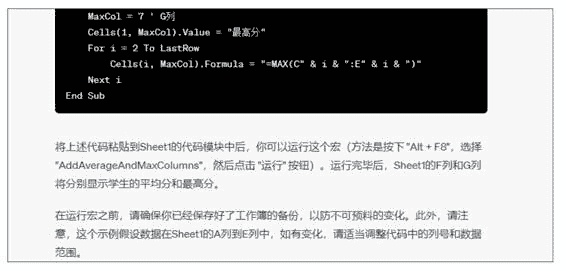 MaxCol = 7 ' G列
Cells(1, MaxCol).Value = "最高分"
For i = 2 To LastRow
Cells(i, MaxCol).Formula = "=MAX(C" & i & ":E" & i & ")"
Next i
End Sub
将上述代码粘贴到Sheet1的代码模块中后，你可以运行这个宏（方法是按下 "Alt + F8"，选择
"AddAverageAndMaxColumns"，然后点击 "运行" 按钮）。运行完毕后，Sheet1的F列和G列
将分别显示学生的平均分和最高分。
在运行宏之前，请确保你已经保存好了工作簿的备份，以防不可预料的变化。此外，请注
意，这个示例假设数据在Sheet1的A列到E列中，如有变化，请适当调整代码中的列号和数据
范围。